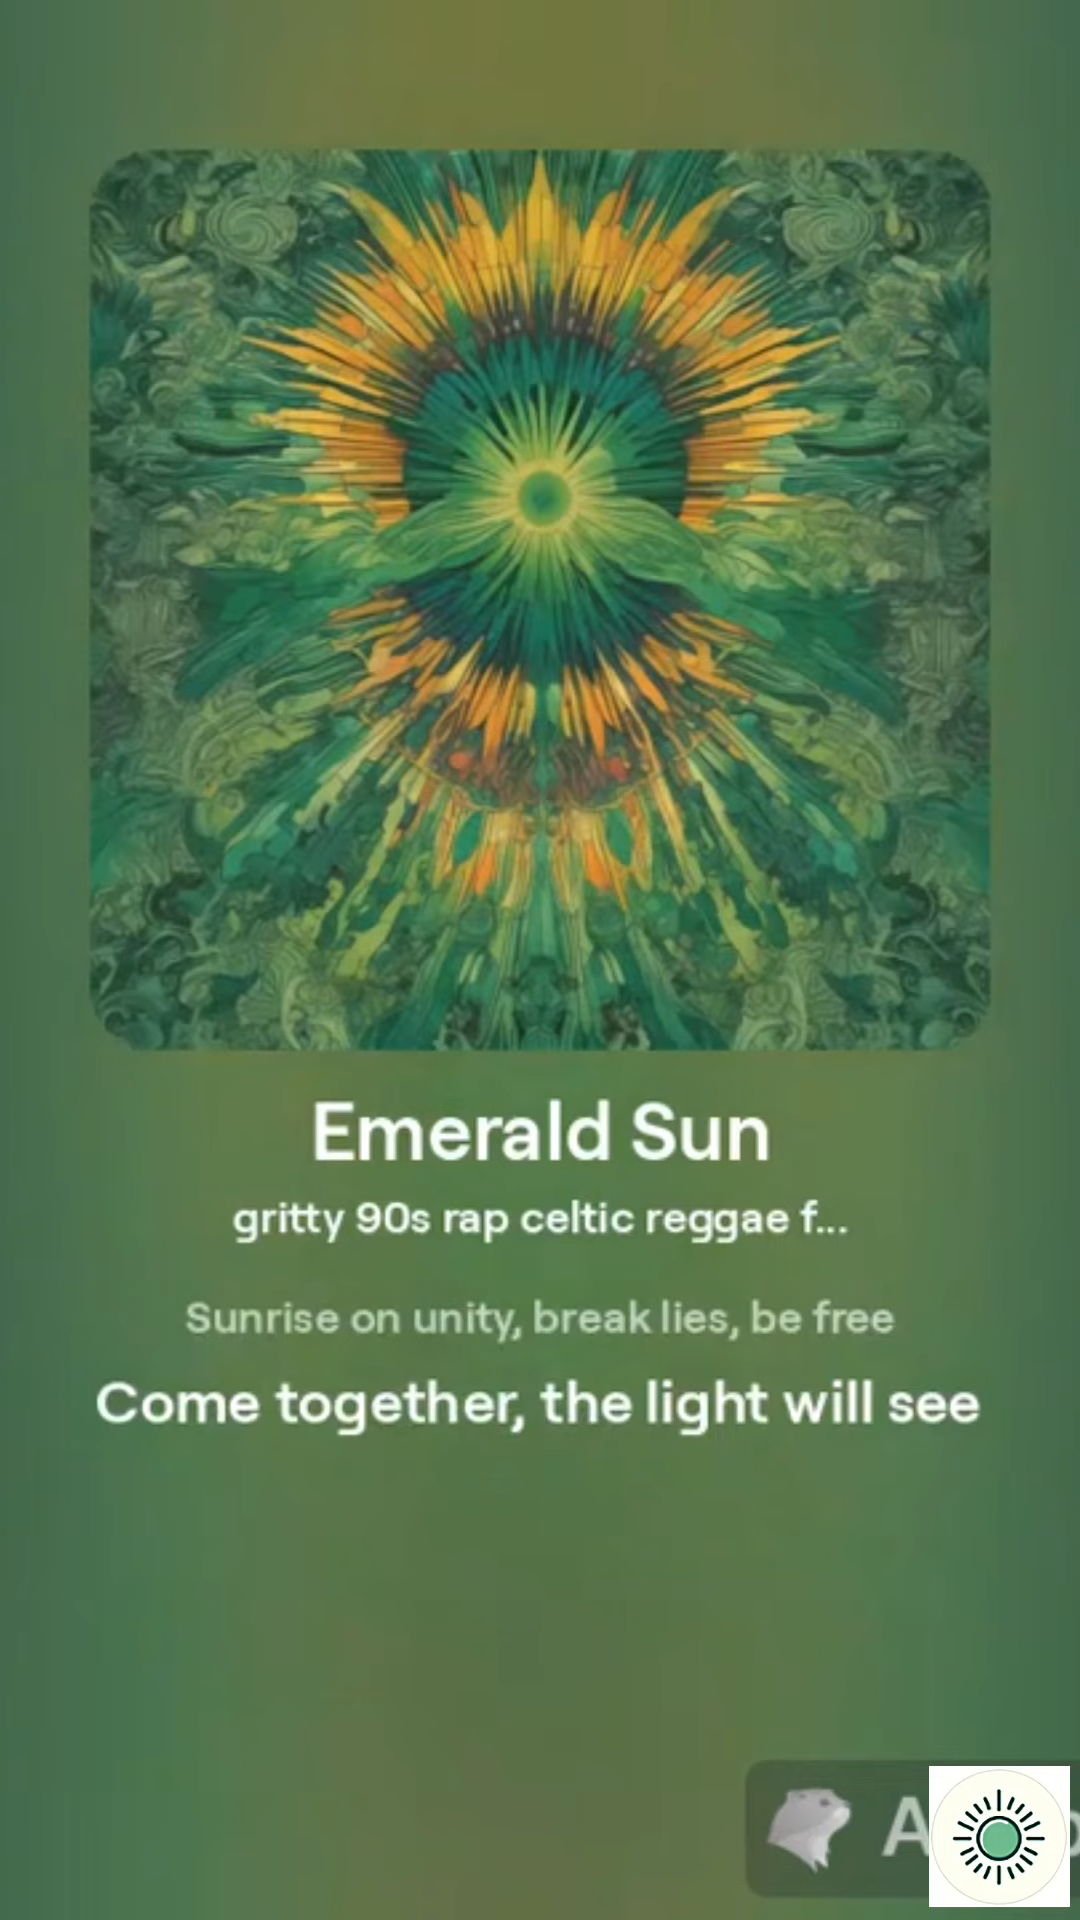 Emerald Sun
gritty 90s rap celtic reggae f...
Sunrise on unity, break lies, be free
Come together, the light will see